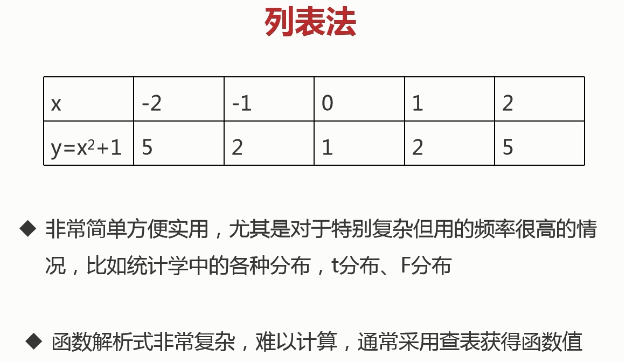 列表法
x -2 -1 0 1 2
y=x²+1 5 2 1 2 5
◆ 非常简单方便实用，尤其是对于特别复杂但用的频率很高的情
况，比如统计学中的各种分布，t分布、F分布
◆ 函数解析式非常复杂，难以计算，通常采用查表获得函数值